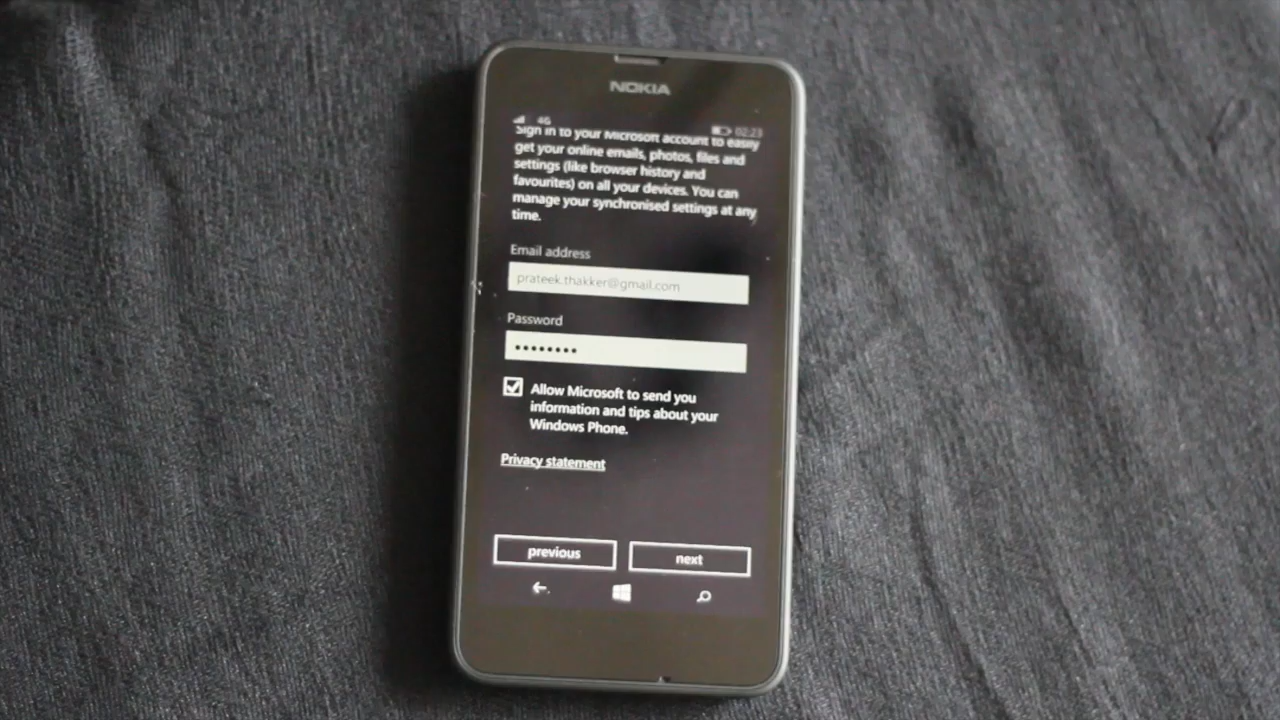 NOKIA
4G 02:23
Sign in to your Microsoft account to easily
get your online emails, photos, files and
settings (like browser history and
favourites) on all your devices. You can
manage your synchronised settings at any
time.
Email address
prateek.thakker@gmail.com
Password
••••••••
Allow Microsoft to send you
information and tips about your
Windows Phone.
Privacy statement
previous next